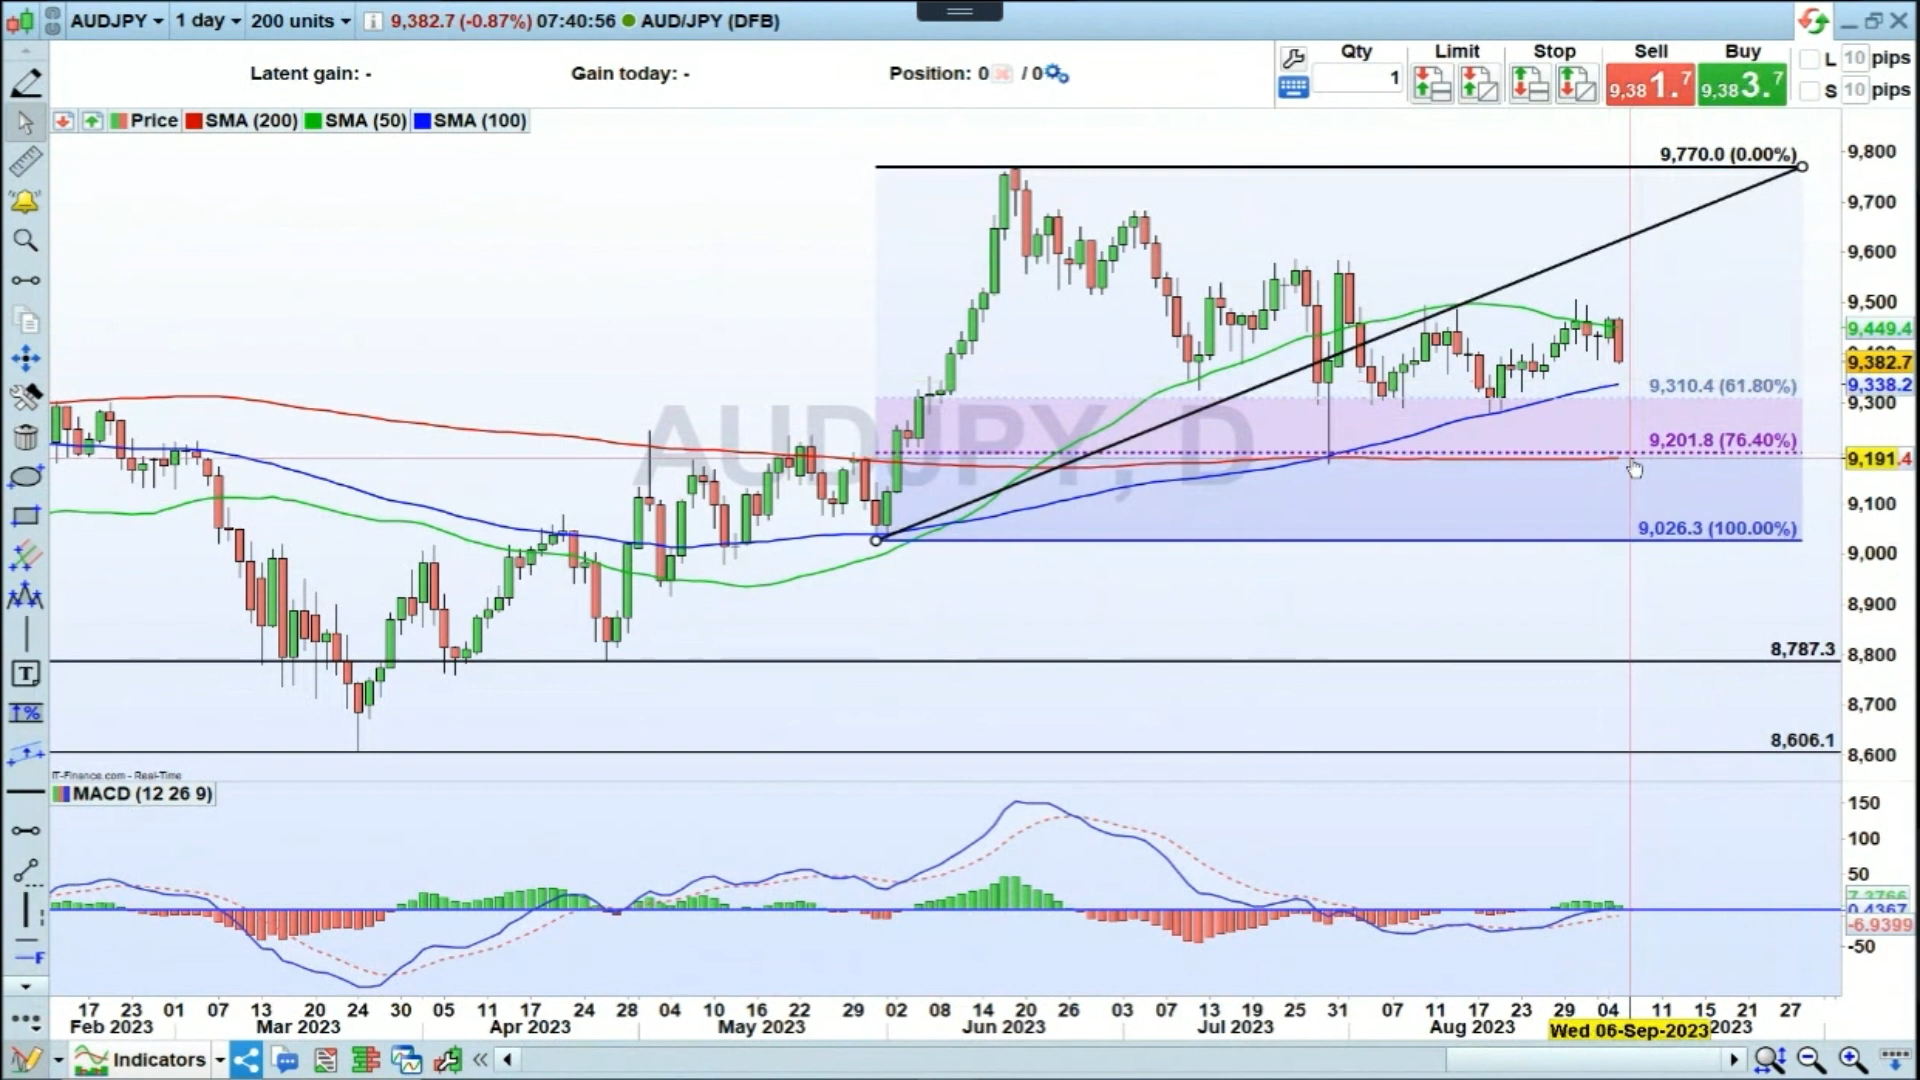 AUDJPY 1 day 200 units 9,382.7 (-0.87%) 07:40:56 AUD/JPY (DFB)
Latent gain: - Gain today: - Position: 0 / 0
Qty Limit Stop Sell Buy
1 9,38 1.7 9,38 3.7
L 10 pips
S 10 pips
Price SMA (200) SMA (50) SMA (100)
AUDJPY, D
9,770.0 (0.00%)
9,310.4 (61.80%)
9,201.8 (76.40%)
9,026.3 (100.00%)
8,787.3
8,606.1
9,800
9,700
9,600
9,500
9,449.4
9,382.7
9,338.2
9,300
9,191.4
9,100
9,000
8,900
8,800
8,700
8,600
IT-Finance.com - Real-Time
MACD (12 26 9)
150
100
50
7.3766
0.4367
-6.9399
-50
17 23 01 07 13 20 24 30 05 11 17 24 28 04 10 16 22 29 02 08 14 20 26 03 07 13 19 25 31 07 11 17 23 29 04 11 15 21 27
Feb 2023 Mar 2023 Apr 2023 May 2023 Jun 2023 Jul 2023 Aug 2023 Wed 06-Sep-2023 2023
Indicators